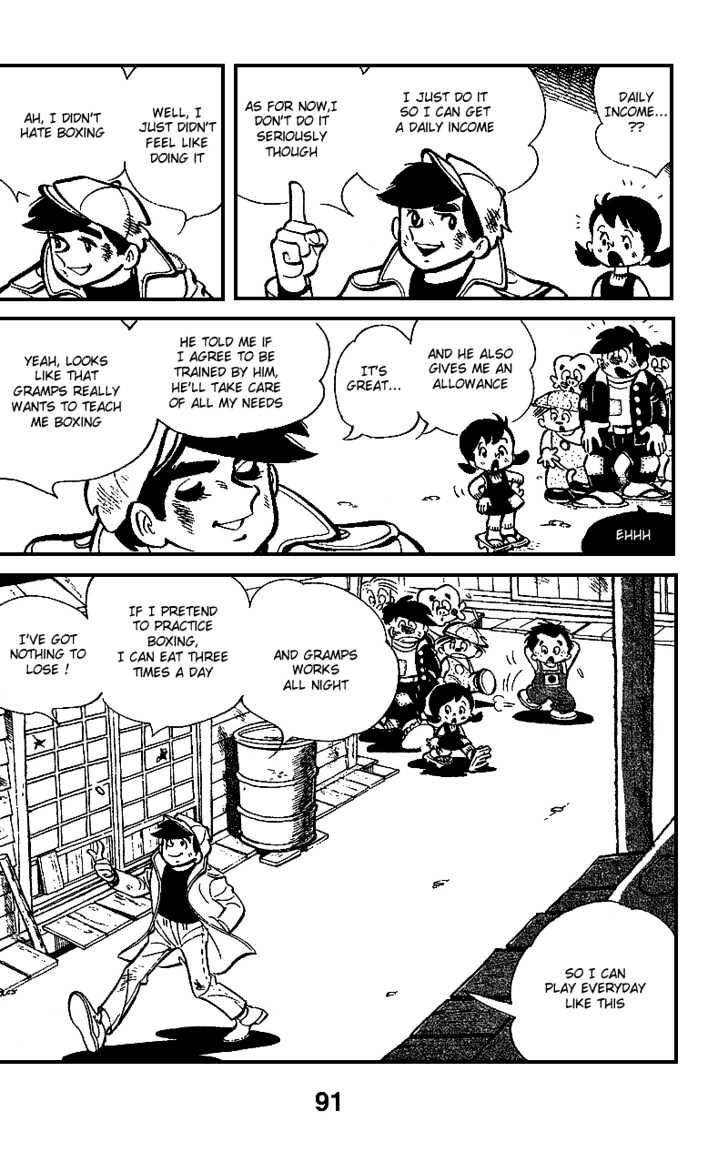 AH, I DIDN'T
HATE BOXING
WELL, I
JUST DIDN'T
FEEL LIKE
DOING IT
AS FOR NOW,I
DON'T DO IT
SERIOUSLY
THOUGH
I JUST DO IT
SO I CAN GET
A DAILY INCOME
DAILY
INCOME...
??
YEAH, LOOKS
LIKE THAT
GRAMPS REALLY
WANTS TO TEACH
ME BOXING
HE TOLD ME IF
I AGREE TO BE
TRAINED BY HIM,
HE'LL TAKE CARE
OF ALL MY NEEDS
IT'S
GREAT...
AND HE ALSO
GIVES ME AN
ALLOWANCE
EHHH
I'VE GOT
NOTHING TO
LOSE !
IF I PRETEND
TO PRACTICE
BOXING,
I CAN EAT THREE
TIMES A DAY
AND GRAMPS
WORKS
ALL NIGHT
SO I CAN
PLAY EVERYDAY
LIKE THIS
91